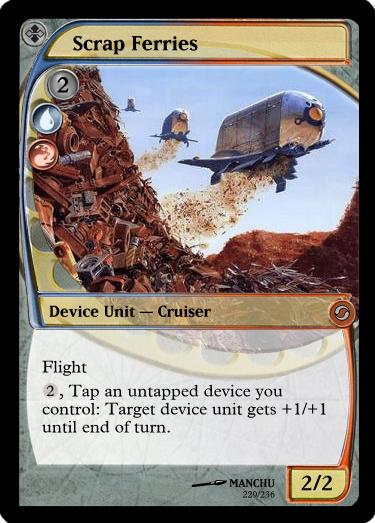 Scrap Ferries
2
Device Unit — Cruiser
Flight
2, Tap an untapped device you
control: Target device unit gets +1/+1
until end of turn.
MANCHU
229/236
2/2